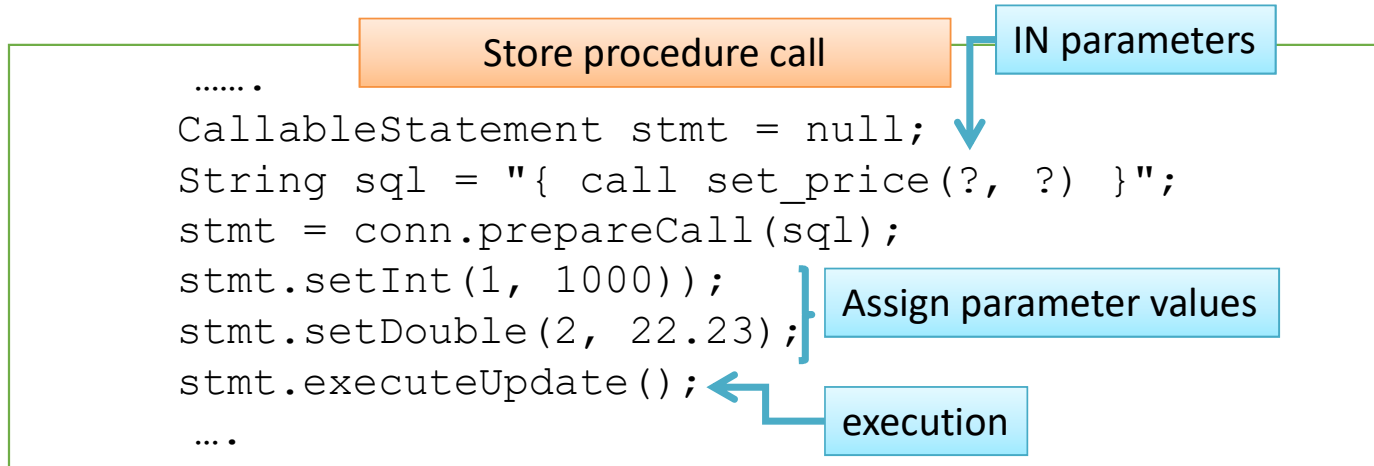 Store procedure call
IN parameters
…….
CallableStatement stmt = null;
String sql = "{ call set_price(?, ?) }";
stmt = conn.prepareCall(sql);
stmt.setInt(1, 1000));
Assign parameter values
stmt.setDouble(2, 22.23);
stmt.executeUpdate();
execution
….